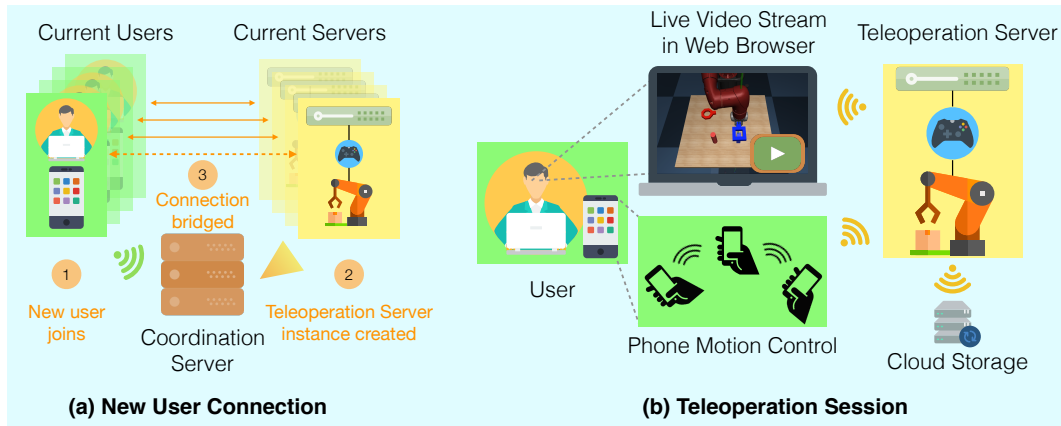 Current Users
Current Servers
3
Connection
bridged
1
New user
joins
Coordination
Server
2
Teleoperation Server
instance created
(a) New User Connection
Live Video Stream
in Web Browser
Teleoperation Server
User
Phone Motion Control
Cloud Storage
(b) Teleoperation Session